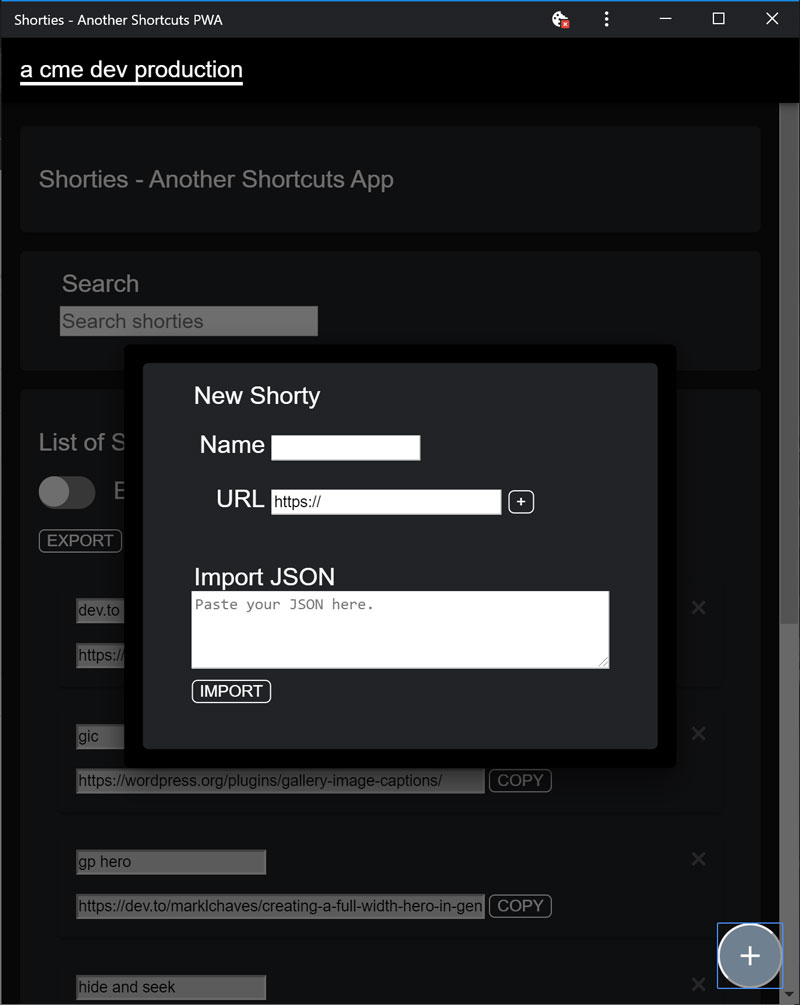 Shorties - Another Shortcuts PWA
a cme dev production
Shorties - Another Shortcuts App
Search
Search shorties
New Shorty
Name
List of S
URL https:// +
E
EXPORT
Import JSON
Paste your JSON here.
dev.to
https:/
IMPORT
gic
https://wordpress.org/plugins/gallery-image-captions/ COPY
gp hero
https://dev.to/marklchaves/creating-a-full-width-hero-in-gen COPY
+
hide and seek